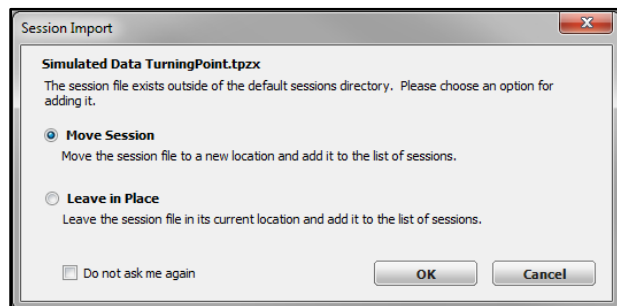 Session Import
Simulated Data TurningPoint.tpzx
The session file exists outside of the default sessions directory. Please choose an option for
adding it.
Move Session
Move the session file to a new location and add it to the list of sessions.
Leave in Place
Leave the session file in its current location and add it to the list of sessions.
Do not ask me again
OK
Cancel